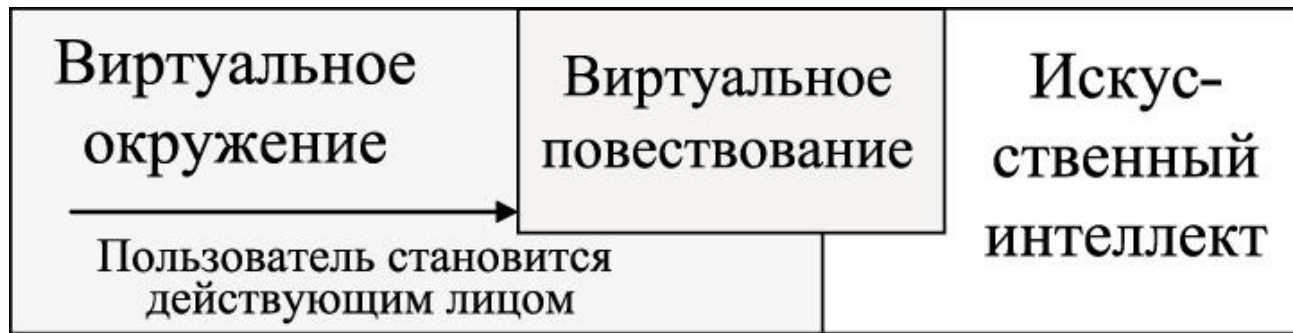 Виртуальное
окружение
Пользователь становится
действующим лицом
Виртуальное
повествование
Искус-
ственный
интеллект